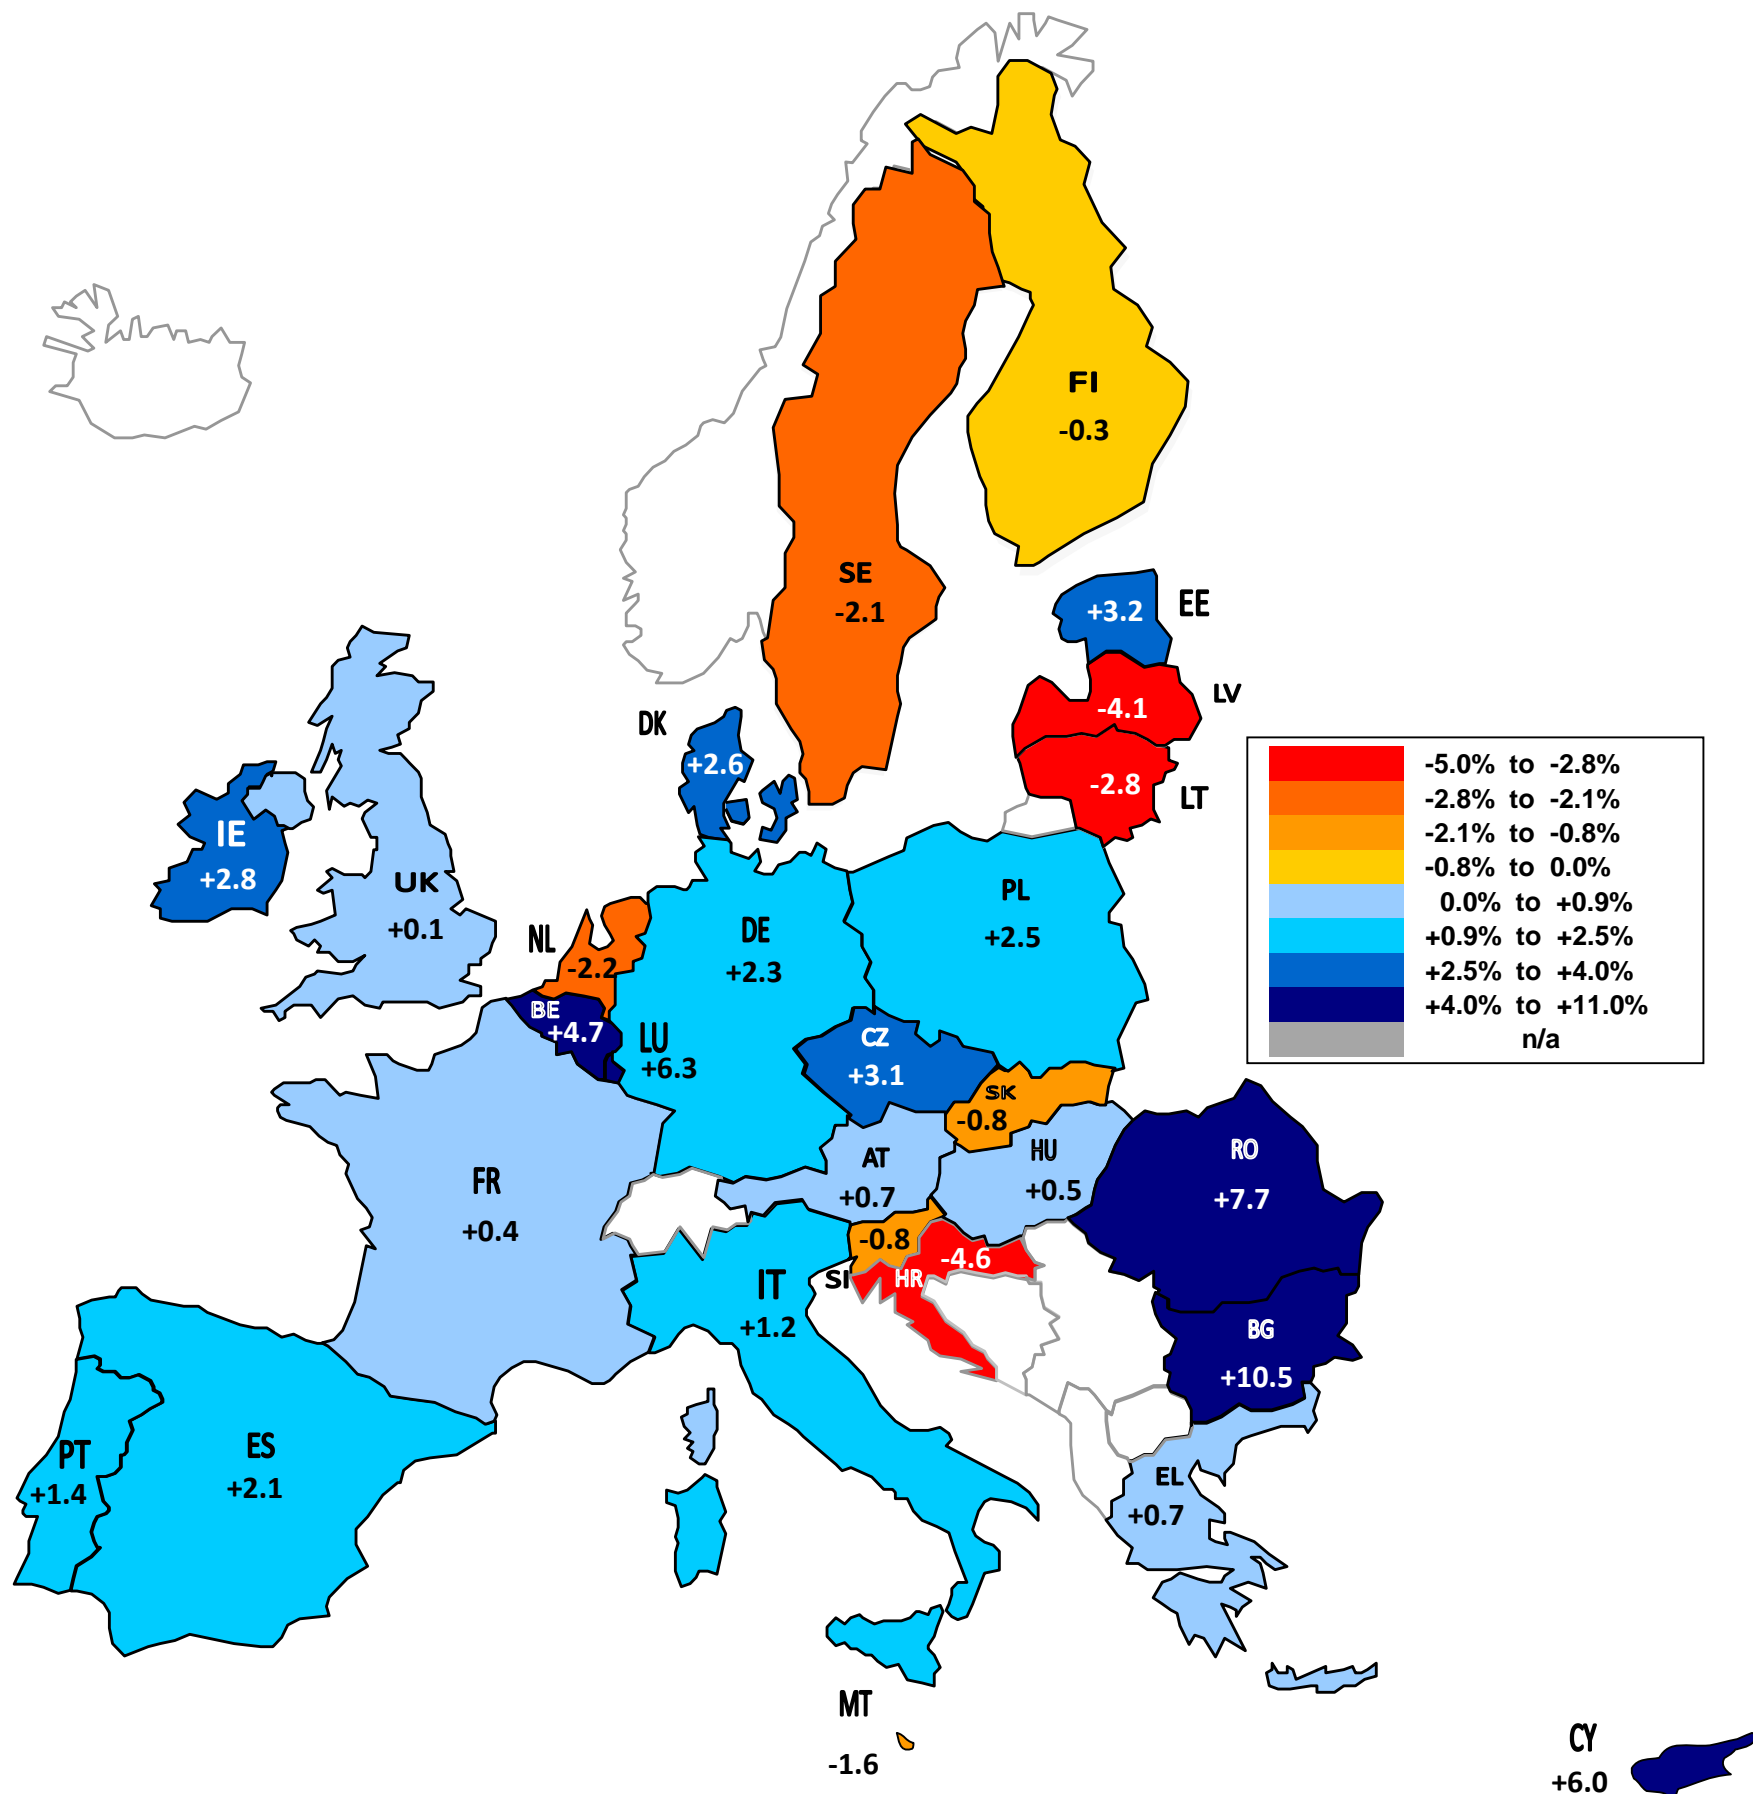 FI
-0.3
SE
-2.1
+3.2
EE
LV
-4.1
DK
+2.6
-2.8
LT
IE
+2.8
UK
+0.1
PL
+2.5
NL
-2.2
DE
+2.3
BE
+4.7
LU
+6.3
CZ
+3.1
SK
-0.8
AT
+0.7
HU
+0.5
RO
+7.7
FR
+0.4
-0.8
SI
-4.6
HR
IT
+1.2
BG
+10.5
PT
+1.4
ES
+2.1
EL
+0.7
MT
-1.6
CY
+6.0
-5.0% to -2.8%
-2.8% to -2.1%
-2.1% to -0.8%
-0.8% to 0.0%
0.0% to +0.9%
+0.9% to +2.5%
+2.5% to +4.0%
+4.0% to +11.0%
n/a